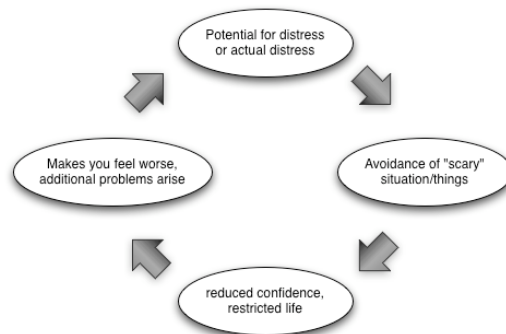 Potential for distress
or actual distress
Avoidance of "scary"
situation/things
reduced confidence,
restricted life
Makes you feel worse,
additional problems arise